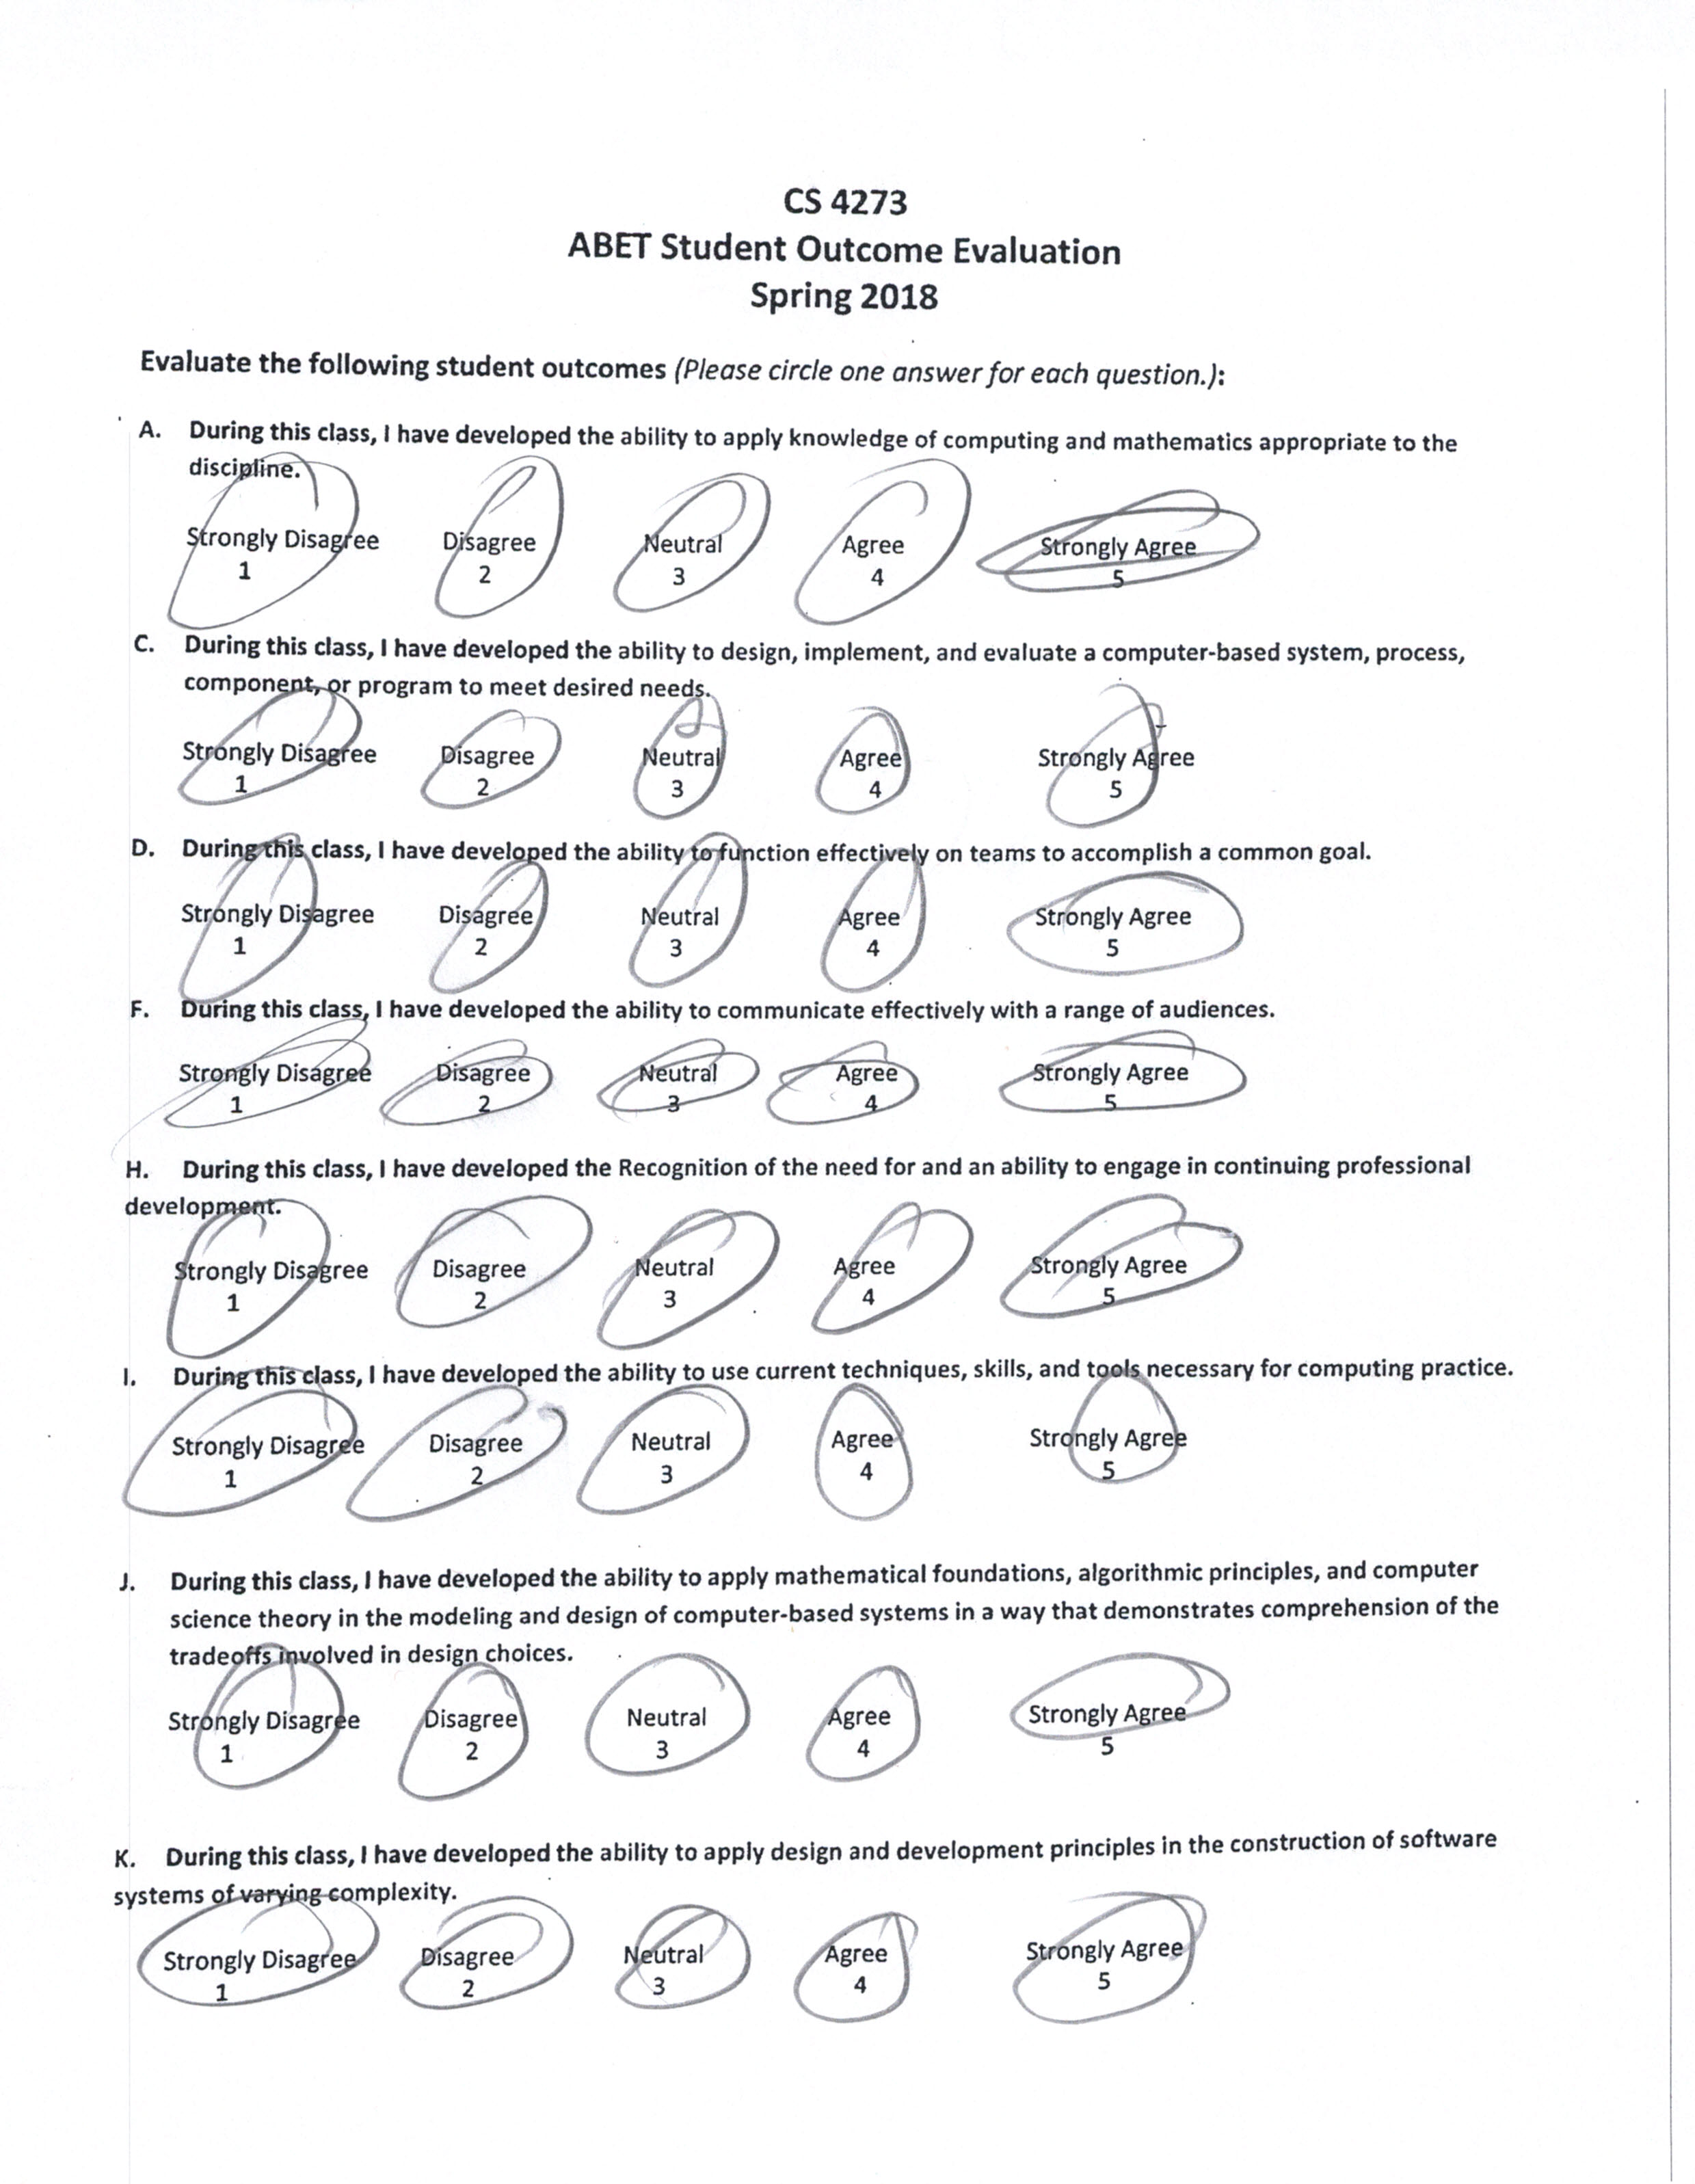 CS 4273
ABET Student Outcome Evaluation
Spring 2018
Evaluate the following student outcomes (Please circle one answer for each question.):
A. During this class, I have developed the ability to apply knowledge of computing and mathematics appropriate to the
discipline.
Strongly Disagree Disagree Neutral Agree Strongly Agree
1 2 3 4 5
C. During this class, I have developed the ability to design, implement, and evaluate a computer-based system, process,
component, or program to meet desired needs.
Strongly Disagree Disagree Neutral Agree Strongly Agree
1 2 3 4 5
D. During this class, I have developed the ability to function effectively on teams to accomplish a common goal.
Strongly Disagree Disagree Neutral Agree Strongly Agree
1 2 3 4 5
F. During this class, I have developed the ability to communicate effectively with a range of audiences.
Strongly Disagree Disagree Neutral Agree Strongly Agree
1 2 3 4 5
H. During this class, I have developed the Recognition of the need for and an ability to engage in continuing professional
development.
Strongly Disagree Disagree Neutral Agree Strongly Agree
1 2 3 4 5
I. During this class, I have developed the ability to use current techniques, skills, and tools necessary for computing practice.
Strongly Disagree Disagree Neutral Agree Strongly Agree
1 2 3 4 5
J. During this class, I have developed the ability to apply mathematical foundations, algorithmic principles, and computer
science theory in the modeling and design of computer-based systems in a way that demonstrates comprehension of the
tradeoffs involved in design choices.
Strongly Disagree Disagree Neutral Agree Strongly Agree
1 2 3 4 5
K. During this class, I have developed the ability to apply design and development principles in the construction of software
systems of varying complexity.
Strongly Disagree Disagree Neutral Agree Strongly Agree
1 2 3 4 5